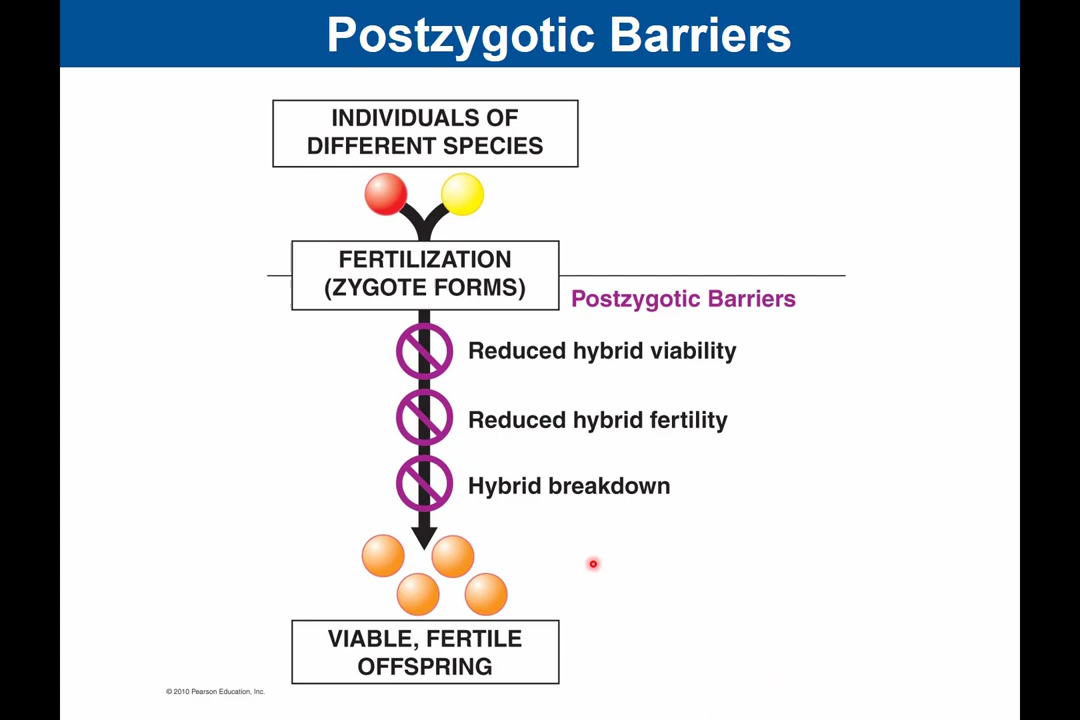 Postzygotic Barriers
INDIVIDUALS OF
DIFFERENT SPECIES
FERTILIZATION
(ZYGOTE FORMS)
Postzygotic Barriers
Reduced hybrid viability
Reduced hybrid fertility
Hybrid breakdown
VIABLE, FERTILE
OFFSPRING
© 2010 Pearson Education, Inc.